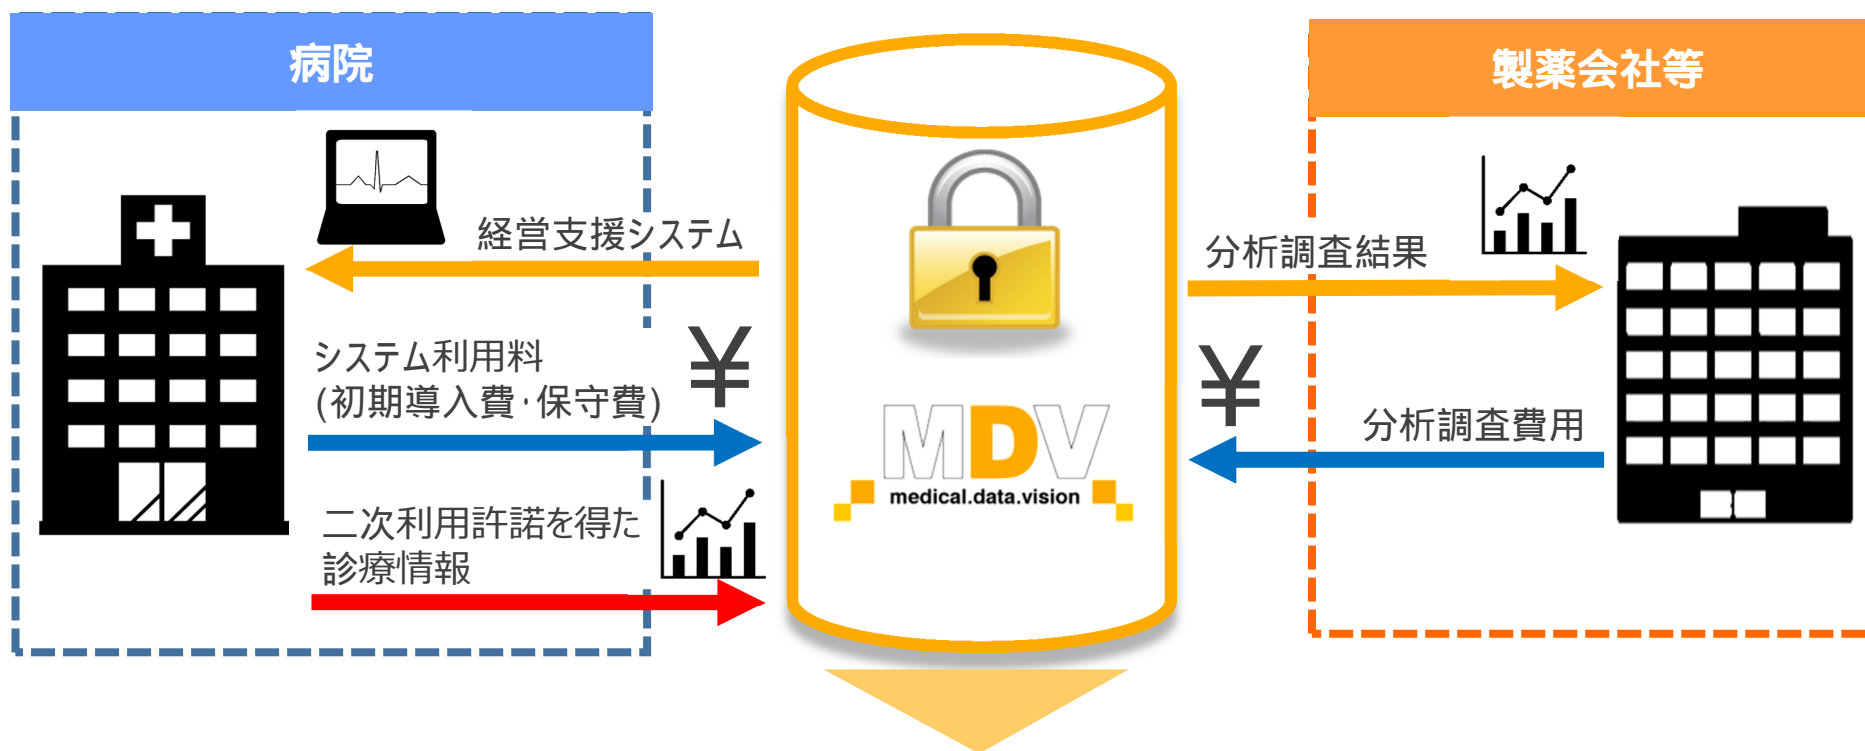 病院
製薬会社等
経営支援システム
分析調査結果
システム利用料
(初期導入費・保守費)
¥
¥
分析調査費用
MDV
medical.data.vision
二次利用許諾を得た
診療情報